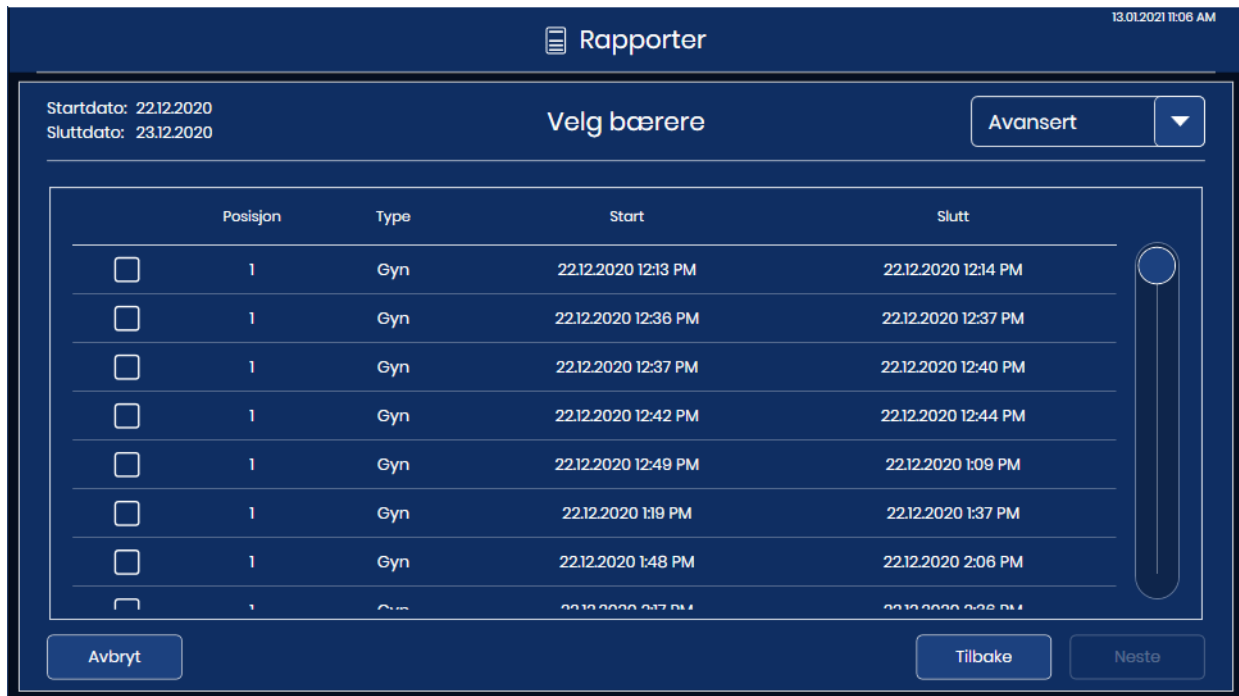 13.01.2021 11:06 AM
Rapporter
Startdato: 22.12.2020
Sluttdato: 23.12.2020
Velg bærere
Avansert
Posisjon Type Start Slutt
1 Gyn 22.12.2020 12:13 PM 22.12.2020 12:14 PM
1 Gyn 22.12.2020 12:36 PM 22.12.2020 12:37 PM
1 Gyn 22.12.2020 12:37 PM 22.12.2020 12:40 PM
1 Gyn 22.12.2020 12:42 PM 22.12.2020 12:44 PM
1 Gyn 22.12.2020 12:49 PM 22.12.2020 1:09 PM
1 Gyn 22.12.2020 1:19 PM 22.12.2020 1:37 PM
1 Gyn 22.12.2020 1:48 PM 22.12.2020 2:06 PM
Avbryt Tilbake Neste